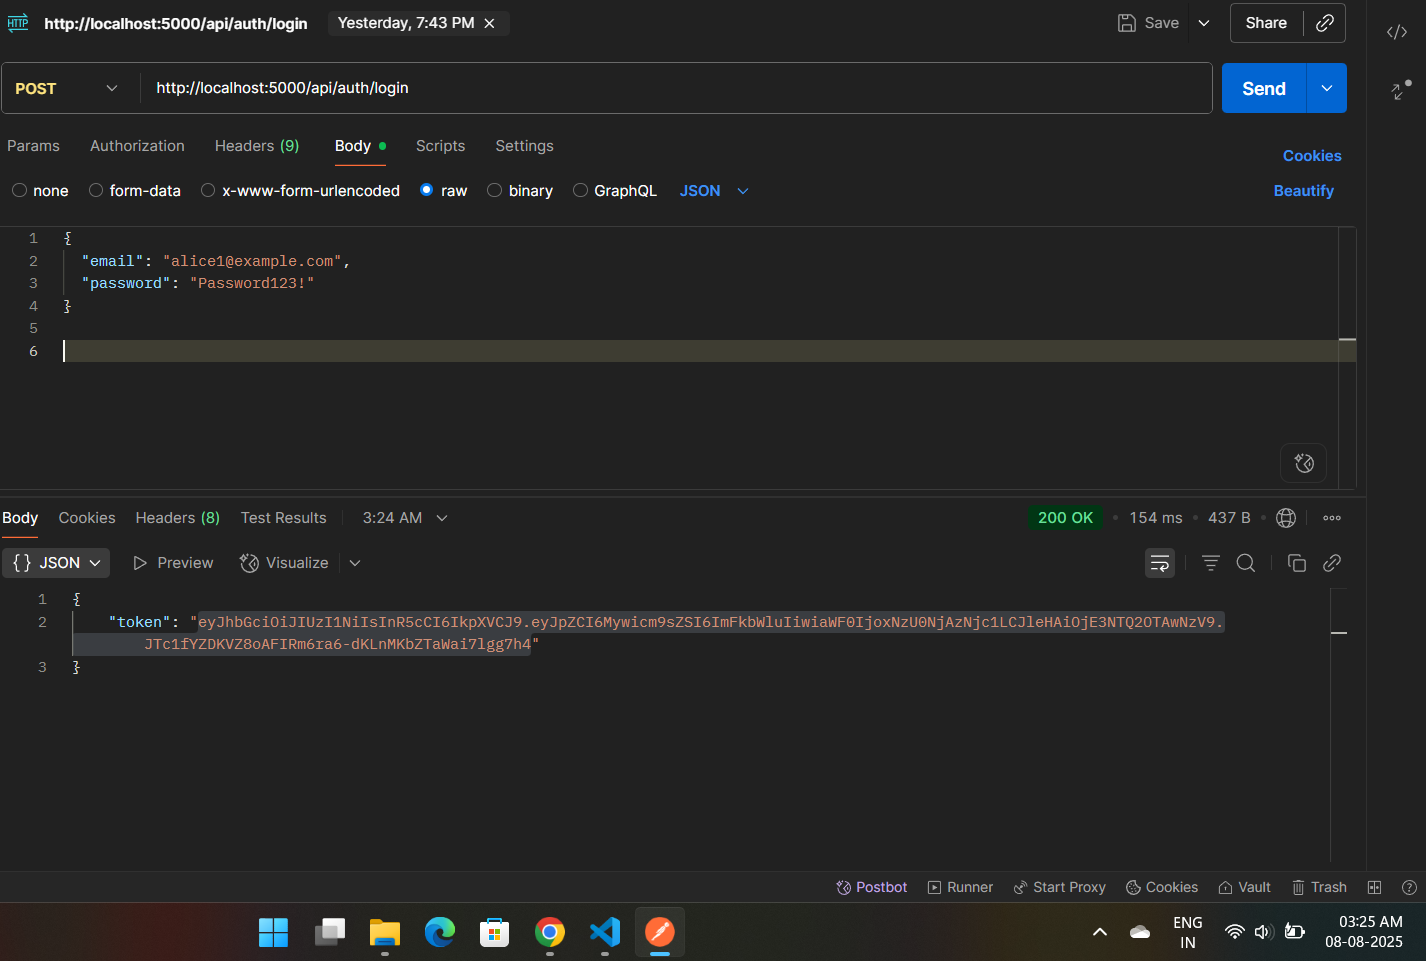 HTTP http://localhost:5000/api/auth/login Yesterday, 7:43 PM Save Share
POST http://localhost:5000/api/auth/login Send
Params Authorization Headers (9) Body Scripts Settings Cookies
none form-data x-www-form-urlencoded raw binary GraphQL JSON Beautify
1 {
2 "email": "alice1@example.com",
3 "password": "Password123!"
4 }
5
6
Body Cookies Headers (8) Test Results 3:24 AM 200 OK 154 ms 437 B
{} JSON Preview Visualize
1 {
2 "token": "eyJhbGciOiJIUzI1NiIsInR5cCI6IkpXVCJ9.eyJpZCI6Mywicm9sZSI6ImFkbWluIiwiaWF0IjoxNzU0NjAzNjc1LCJleHAiOjE3NTQ2OTAwNzV9.
JTc1fYZDKVZ8oAFIRm6ra6-dKLnMKbZTaWai7lgg7h4"
3 }
Postbot Runner Start Proxy Cookies Vault Trash
ENG
IN
03:25 AM
08-08-2025